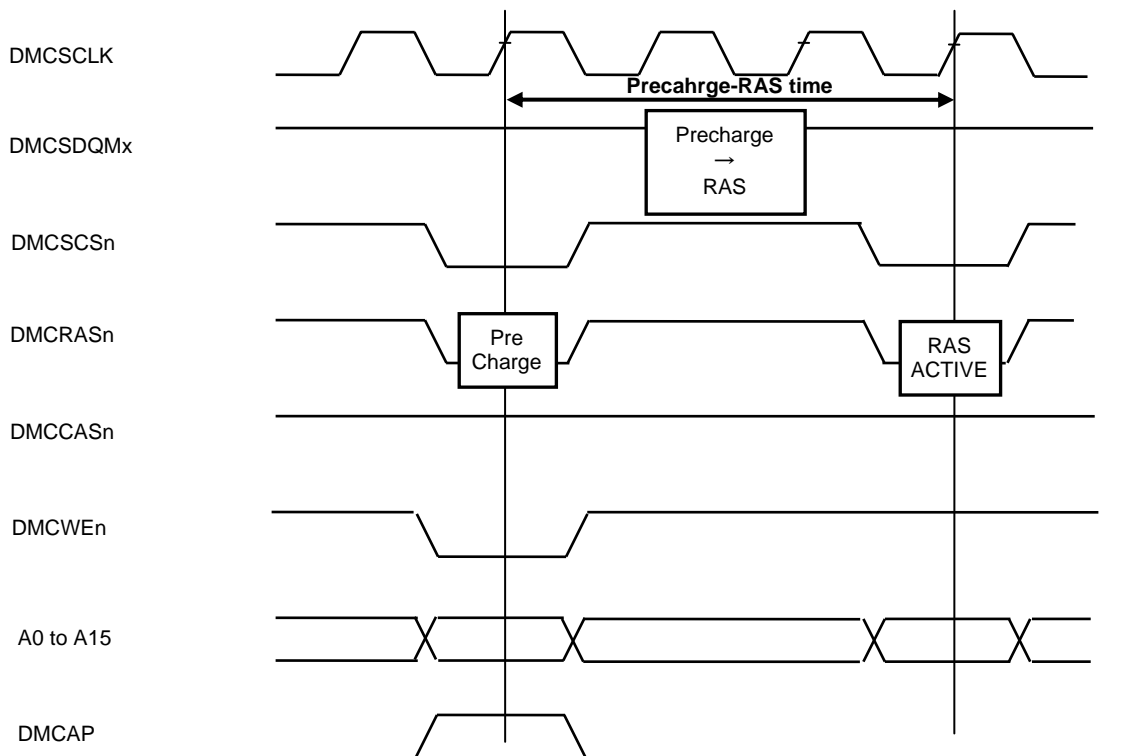 DMCSCLK
Precahrge-RAS time
DMCSDQMx
Precharge
→
RAS
DMCSCSn
DMCRASn
Pre
Charge
RAS
ACTIVE
DMCCASn
DMCWEn
A0 to A15
DMCAP